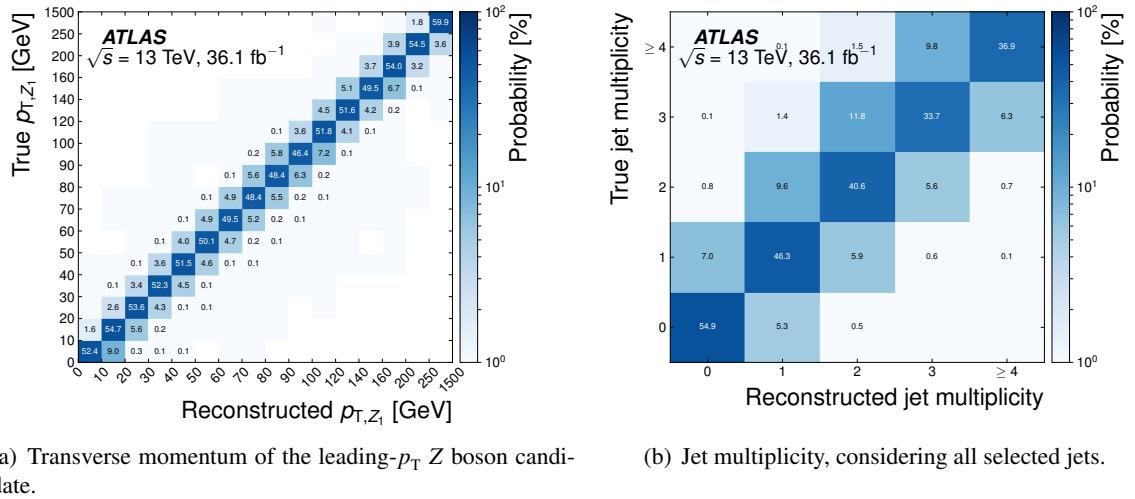 True p_{T,Z_1} [GeV]
1500
250
200
160
140
120
100
90
80
70
60
50
40
30
20
10
0
ATLAS
√s = 13 TeV, 36.1 fb⁻¹
1.8 59.9
3.9 54.5 3.6
3.7 54.0 3.2
5.1 49.5 6.7 0.1
4.5 51.6 4.2 0.2
0.1 3.6 51.8 4.1 0.1
0.2 5.8 46.4 7.2 0.1
0.1 5.6 48.4 6.3 0.2
0.1 4.9 48.4 5.5 0.2 0.1
0.1 4.9 49.5 5.2 0.2 0.1
0.1 4.0 50.1 4.7 0.2 0.1
0.1 3.6 51.5 4.6 0.1 0.1
0.1 3.4 52.3 4.5 0.1
2.6 53.6 4.3 0.1 0.1
1.6 54.7 5.6 0.2
52.4 9.0 0.3 0.1 0.1
0 10 20 30 40 50 60 70 80 90 100 120 140 160 200 250 1500
Reconstructed p_{T,Z_1} [GeV]
10²
10¹
10⁰
Probability [%]
a) Transverse momentum of the leading-p_T Z boson candi-
date.
True jet multiplicity
≥ 4
3
2
1
0
ATLAS
√s = 13 TeV, 36.1 fb⁻¹
0.1 1.5 9.8 36.9
0.1 1.4 11.8 33.7 6.3
0.8 9.6 40.6 5.6 0.7
7.0 46.3 5.9 0.6 0.1
54.9 5.3 0.5
0 1 2 3 ≥ 4
Reconstructed jet multiplicity
10²
10¹
10⁰
Probability [%]
(b) Jet multiplicity, considering all selected jets.